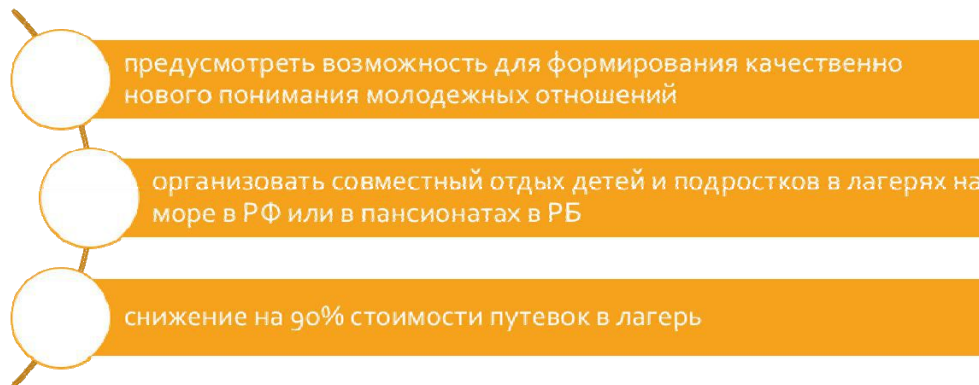 предусмотреть возможность для формирования качественно
нового понимания молодежных отношений
организовать совместный отдых детей и подростков в лагерях на
море в РФ или в пансионатах в РБ
снижение на 90% стоимости путевок в лагерь